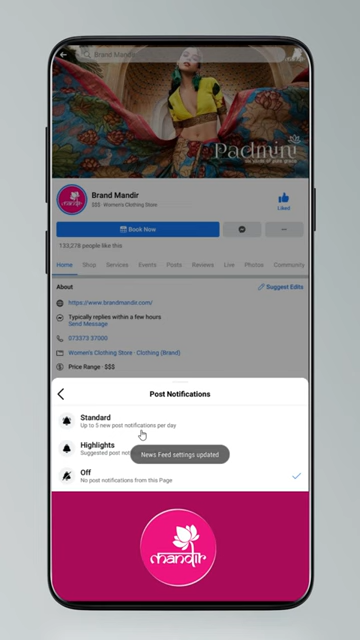 Brand Mandir
Padmini
Brand Mandir
$$$ Women's Clothing Store
Liked
Book Now
133,278 people like this
Home Shop Services Events Posts Reviews Live Photos Community
About
Suggest Edits
https://www.brandmandir.com/
Typically replies within a few hours
Send Message
073373 37000
Women's Clothing Store · Clothing (Brand)
Price Range · $$$
Post Notifications
Standard
Up to 5 new post notifications per day
Highlights
Suggested post
News Feed settings updated
Off
No post notifications from this Page
mandir